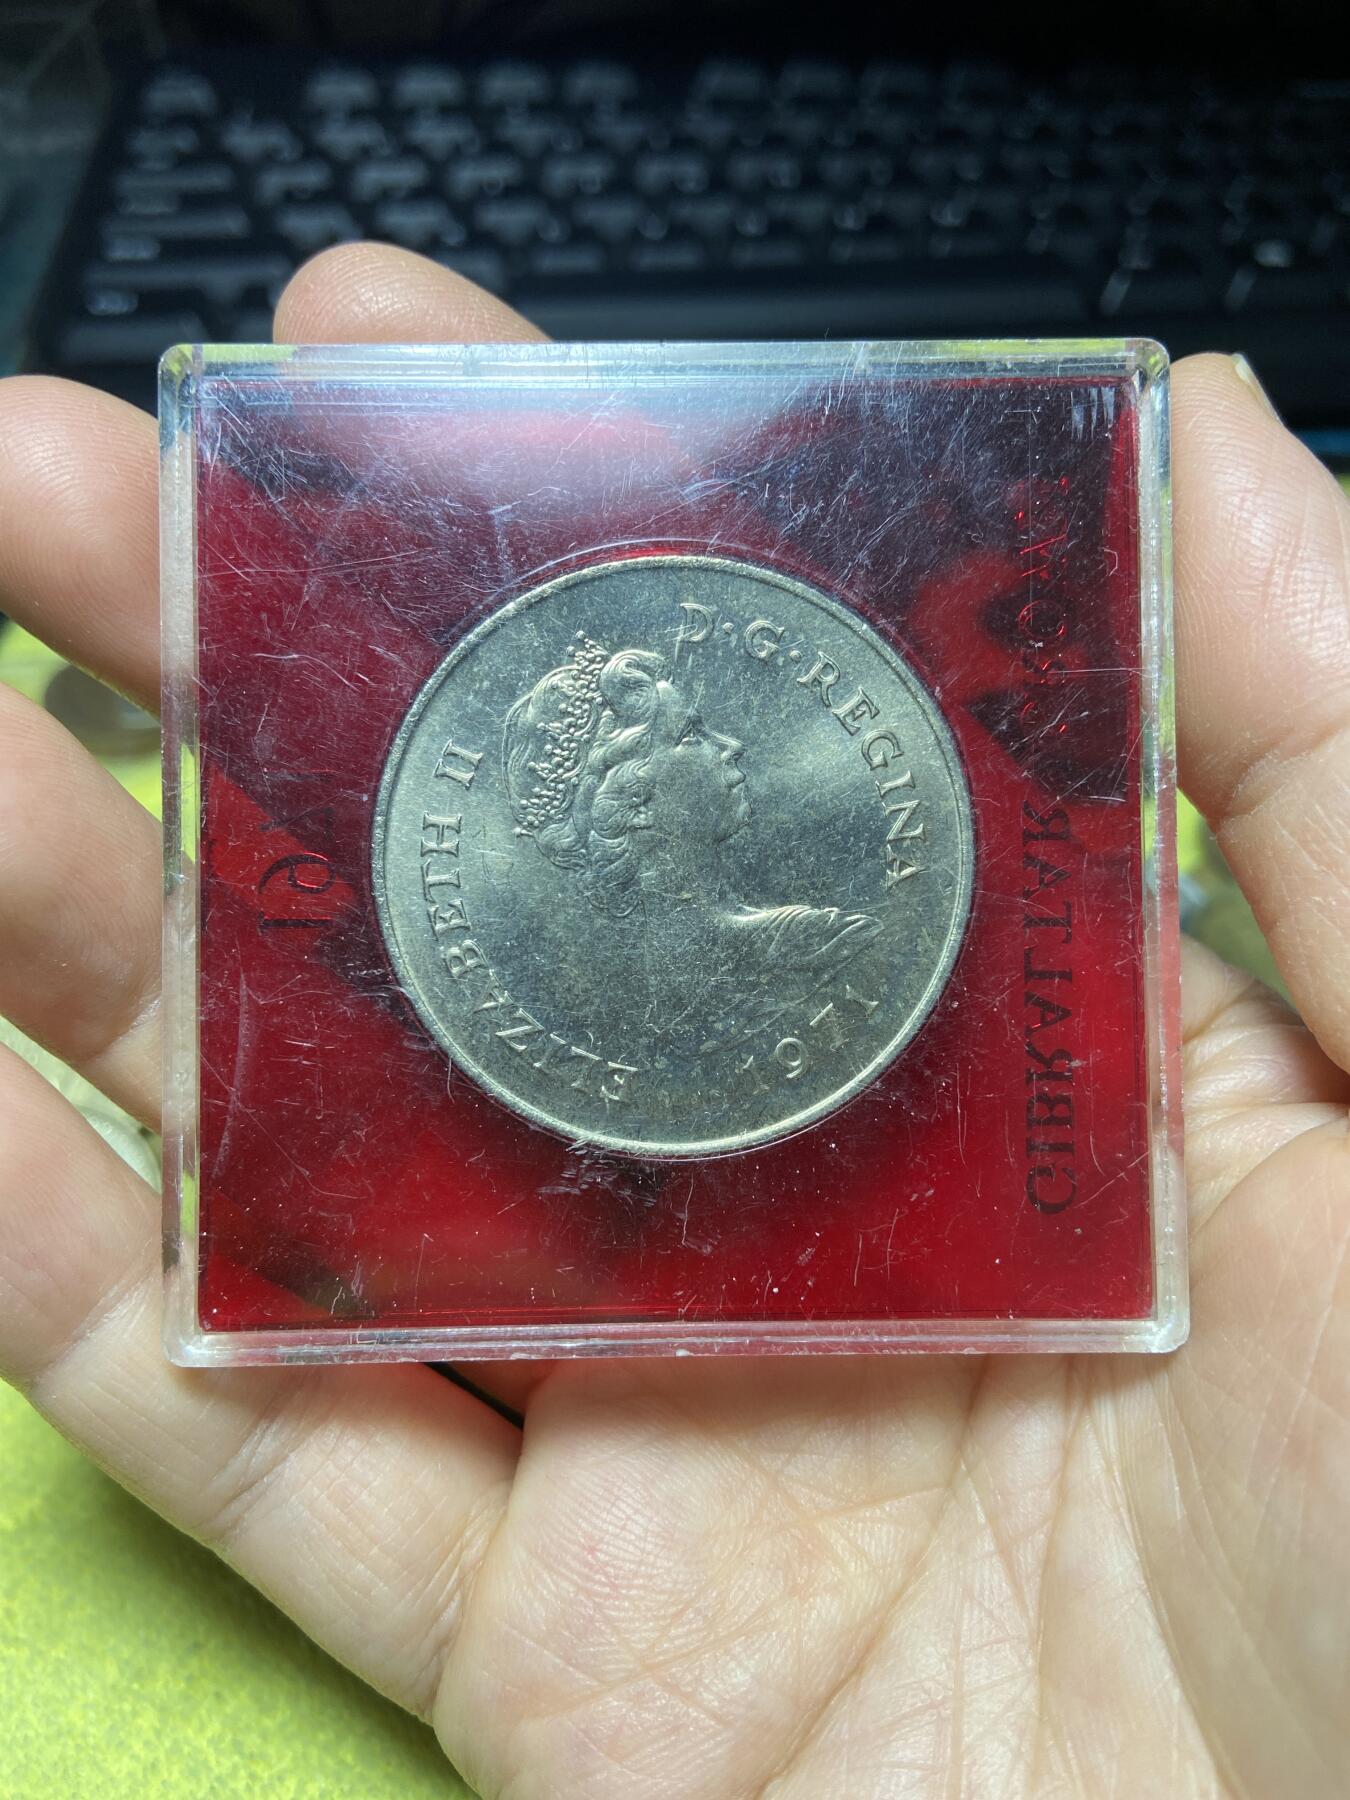 ELIZABETH II
D·G·REGINA
1971
GIBRALTAR
1971